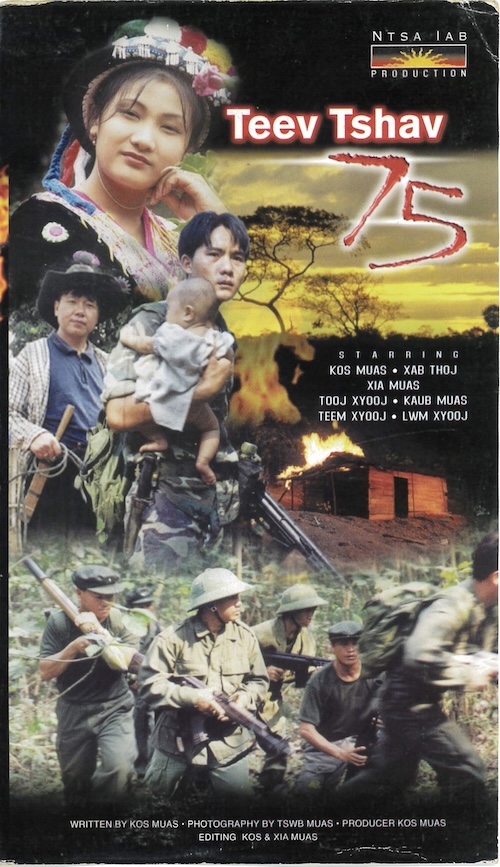 NTSA IAB
PRODUCTION
Teev Tshav
75
STARRING
KOS MUAS • XAB THOJ
XIA MUAS
TOOJ XYOOJ • KAUB MUAS
TEEM XYOOJ • LWM XYOOJ
WRITTEN BY KOS MUAS • PHOTOGRAPHY BY TSWB MUAS • PRODUCER KOS MUAS
EDITING KOS & XIA MUAS